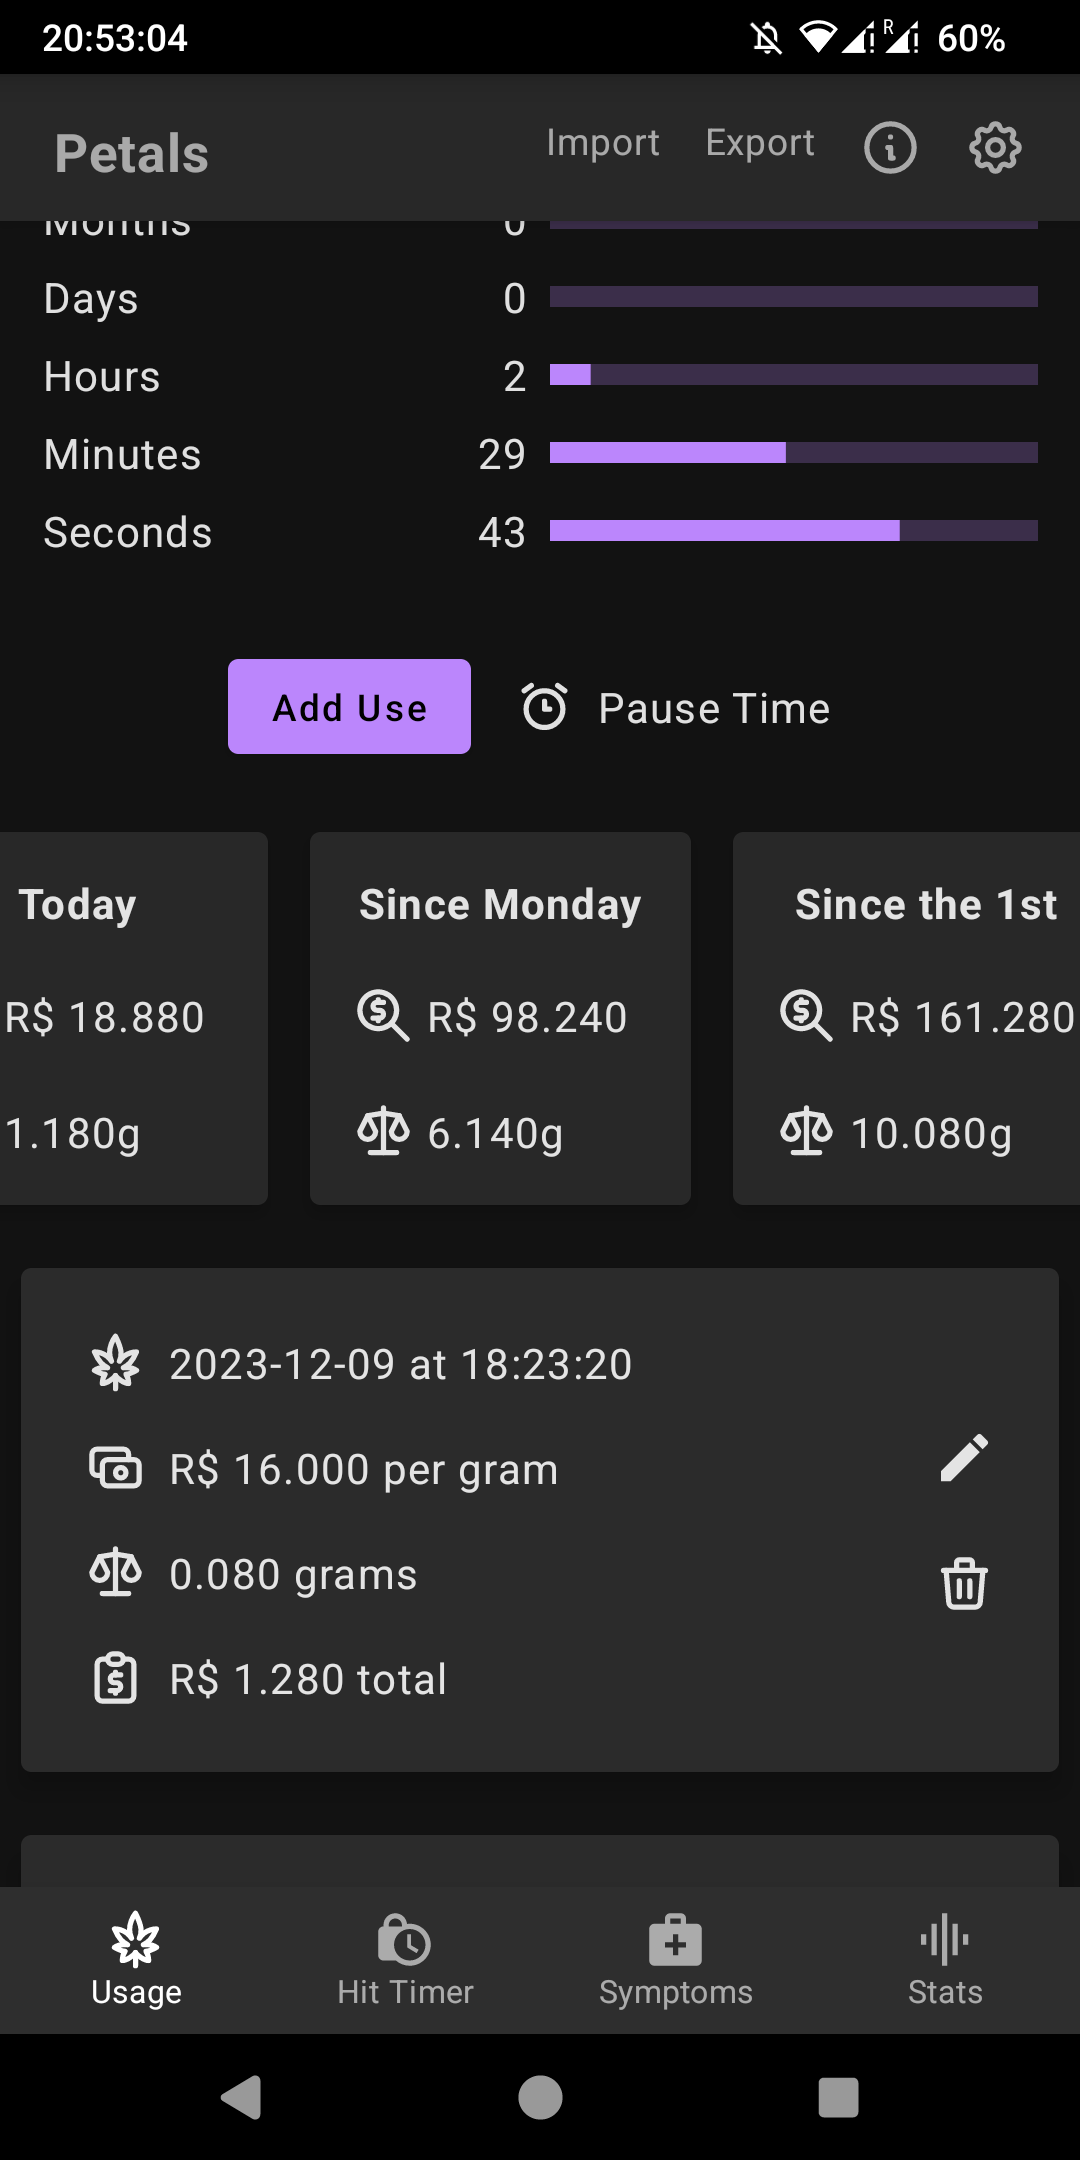 20:53:04 R 60%
Petals Import Export
Months 0
Days 0
Hours 2
Minutes 29
Seconds 43
Add Use Pause Time
Today Since Monday Since the 1st
R$ 18.880 R$ 98.240 R$ 161.280
1.180g 6.140g 10.080g
2023-12-09 at 18:23:20
R$ 16.000 per gram
0.080 grams
R$ 1.280 total
Usage Hit Timer Symptoms Stats